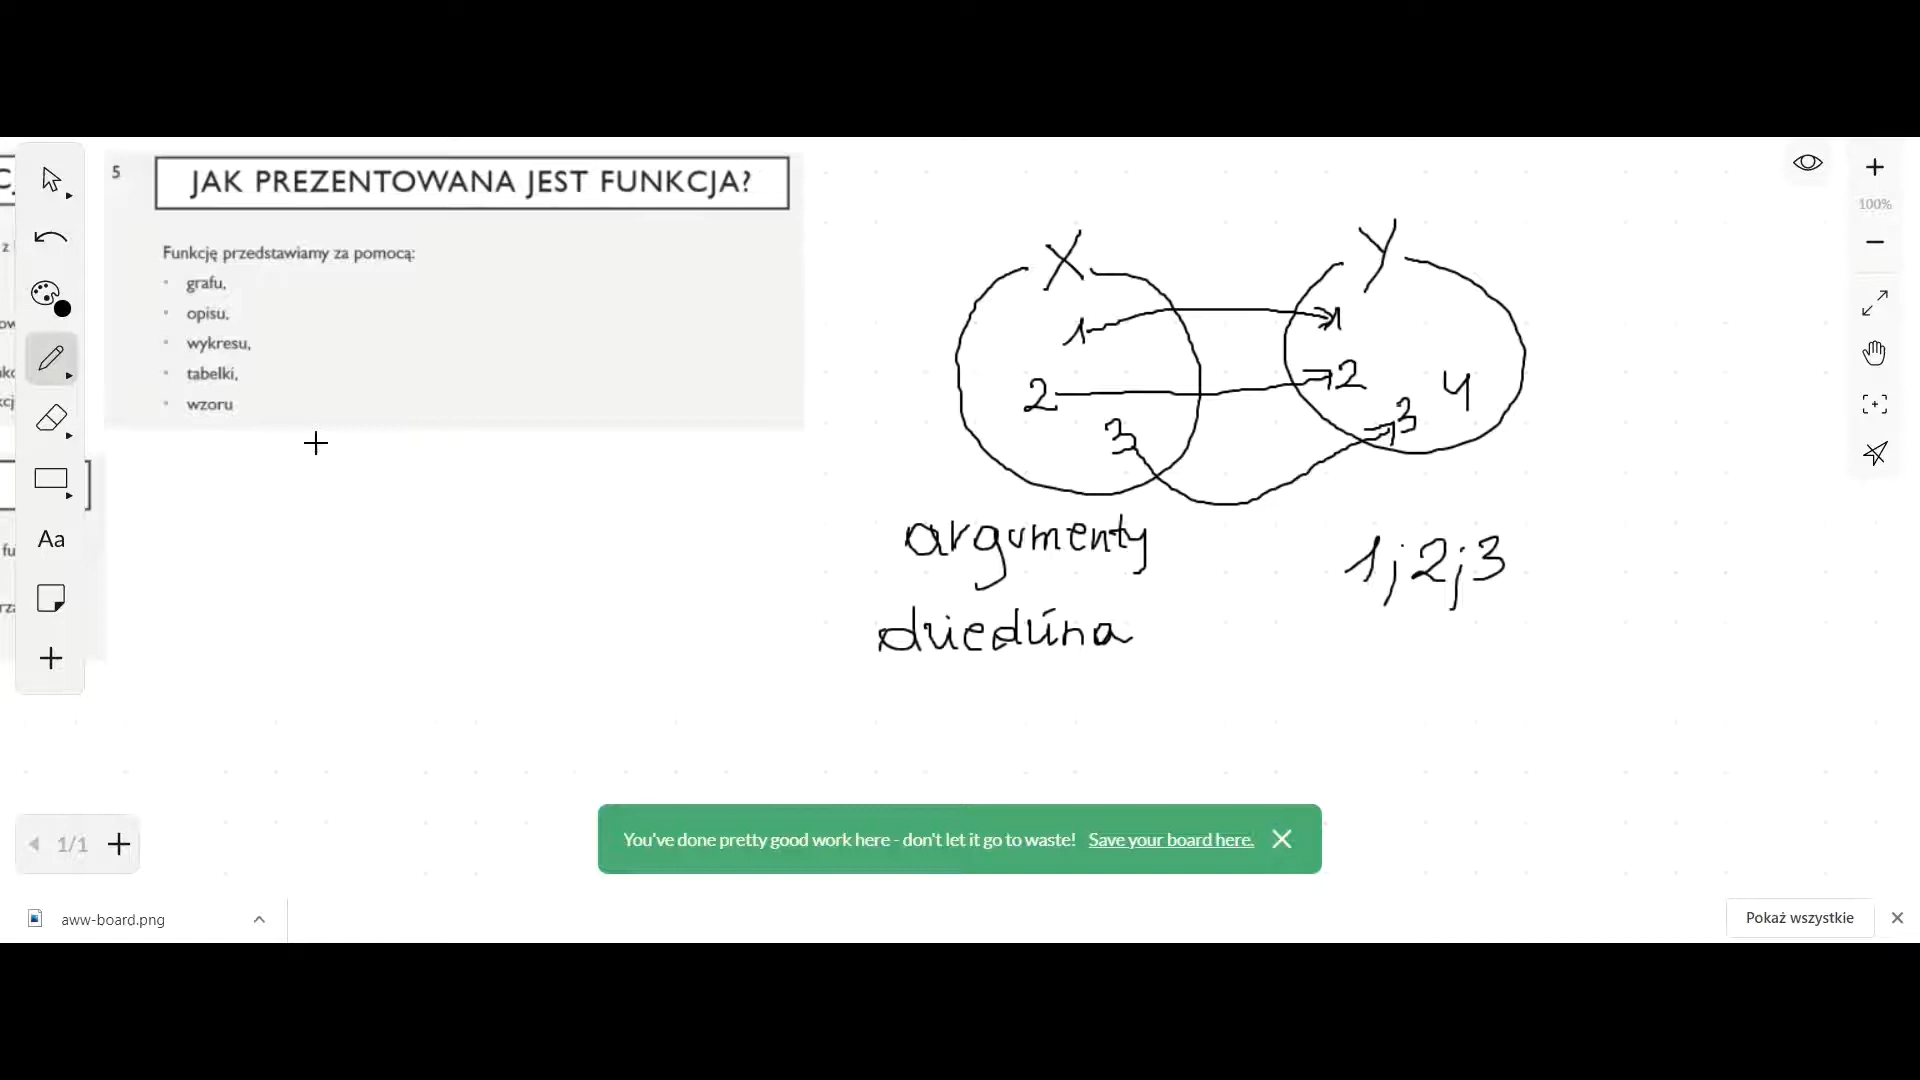 5
JAK PREZENTOWANA JEST FUNKCJA?
Funkcję przedstawiamy za pomocą:
• grafu,
• opisu,
• wykresu,
• tabelki,
• wzoru
X Y
1 1
2 2 4
3 3
argumenty
1;2;3
dziedzina
Aa
100%
1/1
You've done pretty good work here - don't let it go to waste! Save your board here.
aww-board.png
Pokaż wszystkie